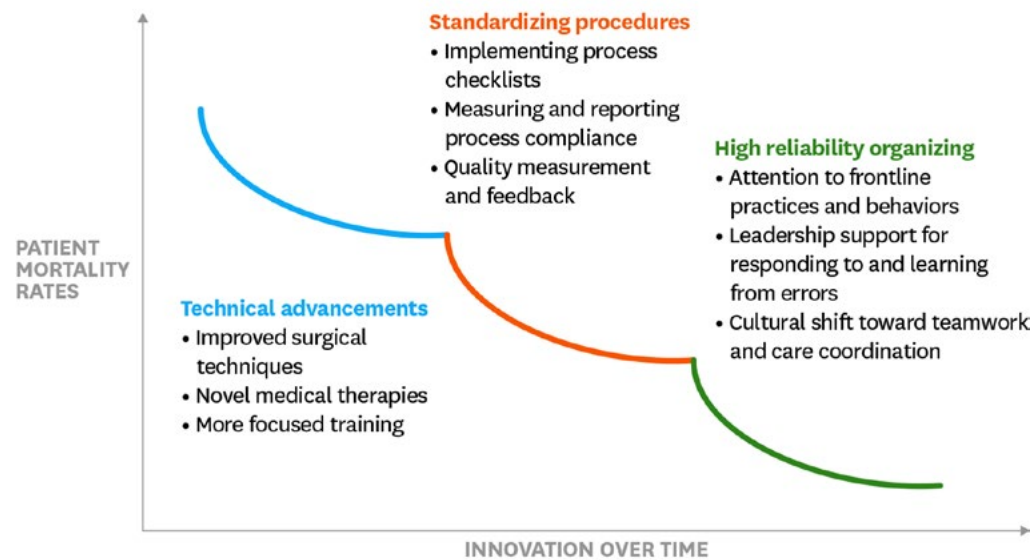 Standardizing procedures
• Implementing process
checklists
• Measuring and reporting
process compliance
• Quality measurement
and feedback
High reliability organizing
• Attention to frontline
practices and behaviors
• Leadership support for
responding to and learning
from errors
• Cultural shift toward teamwork
and care coordination
PATIENT
MORTALITY
RATES
Technical advancements
• Improved surgical
techniques
• Novel medical therapies
• More focused training
INNOVATION OVER TIME